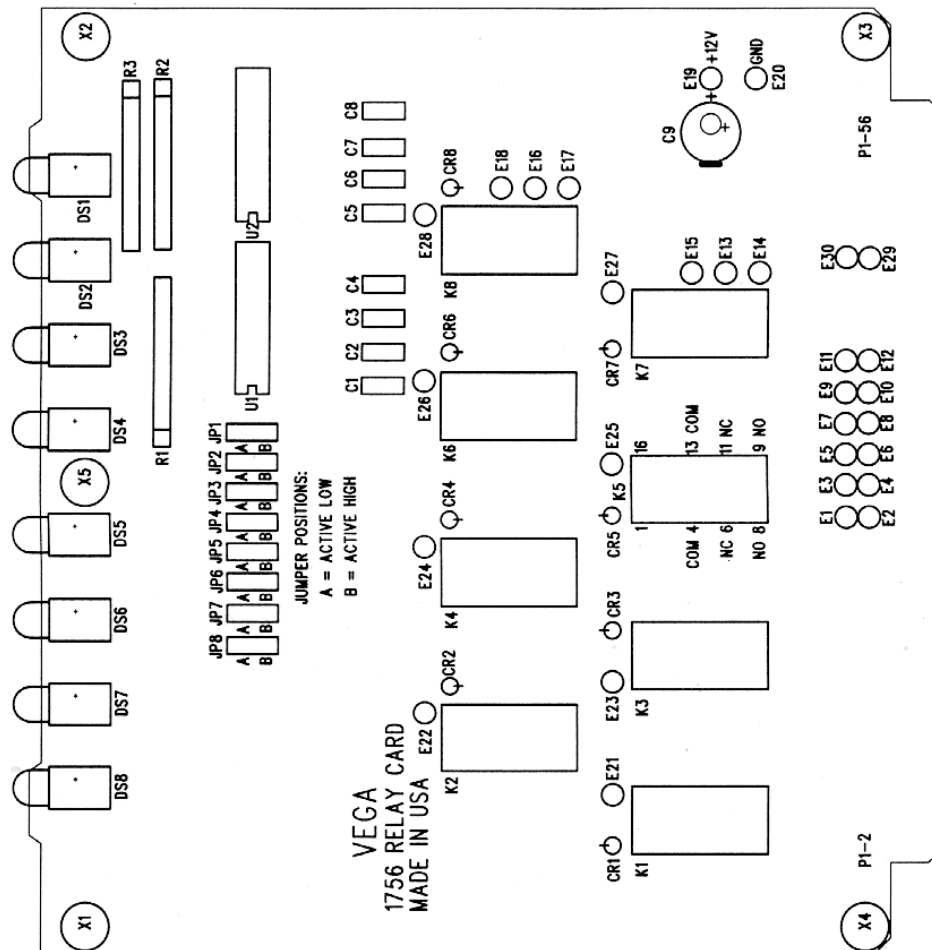 X2
X3
R3
R2
+12V
GND
E19
E20
+
C9
+
P1-56
DS1
C8
C7
C6
C5
U2
CR8
E18
E16
E17
E28
K8
DS2
C4
C3
C2
C1
U1
E27
E15
E13
E14
E30
E29
DS3
CR6
E26
K6
CR7
K7
DS4
R1
X5
JP1
A
B
JP2
A
B
JP3
A
B
JP4
A
B
JP5
A
B
JP6
A
B
JP7
A
B
JP8
A
B
JUMPER POSITIONS:
A = ACTIVE LOW
B = ACTIVE HIGH
E25
K5
16
13 COM
11 NC
9 NO
1
COM 4
NC 6
NO 8
CR5
E11
E12
E9
E10
E7
E8
E5
E6
E3
E4
E1
E2
DS5
CR4
E24
K4
DS6
CR3
E23
K3
DS7
CR2
E22
K2
DS8
VEGA
1756 RELAY CARD
MADE IN USA
E21
CR1
K1
P1-2
X1
X4